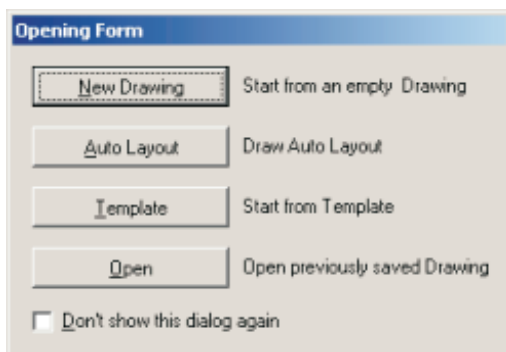 Opening Form
New Drawing Start from an empty Drawing
Auto Layout Draw Auto Layout
Template Start from Template
Open Open previously saved Drawing
Don't show this dialog again